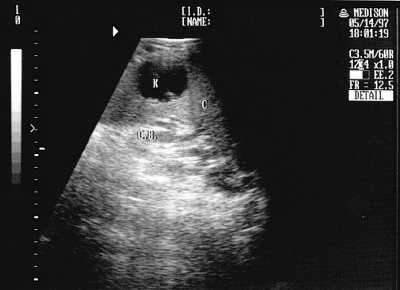 1
0
[I.D.: ]
[NAME: ]
MEDISON
05/14/97
18:01:19
C3.5M/60R
x1.0
EE.2
FR = 12.5
DETAIL
K
C